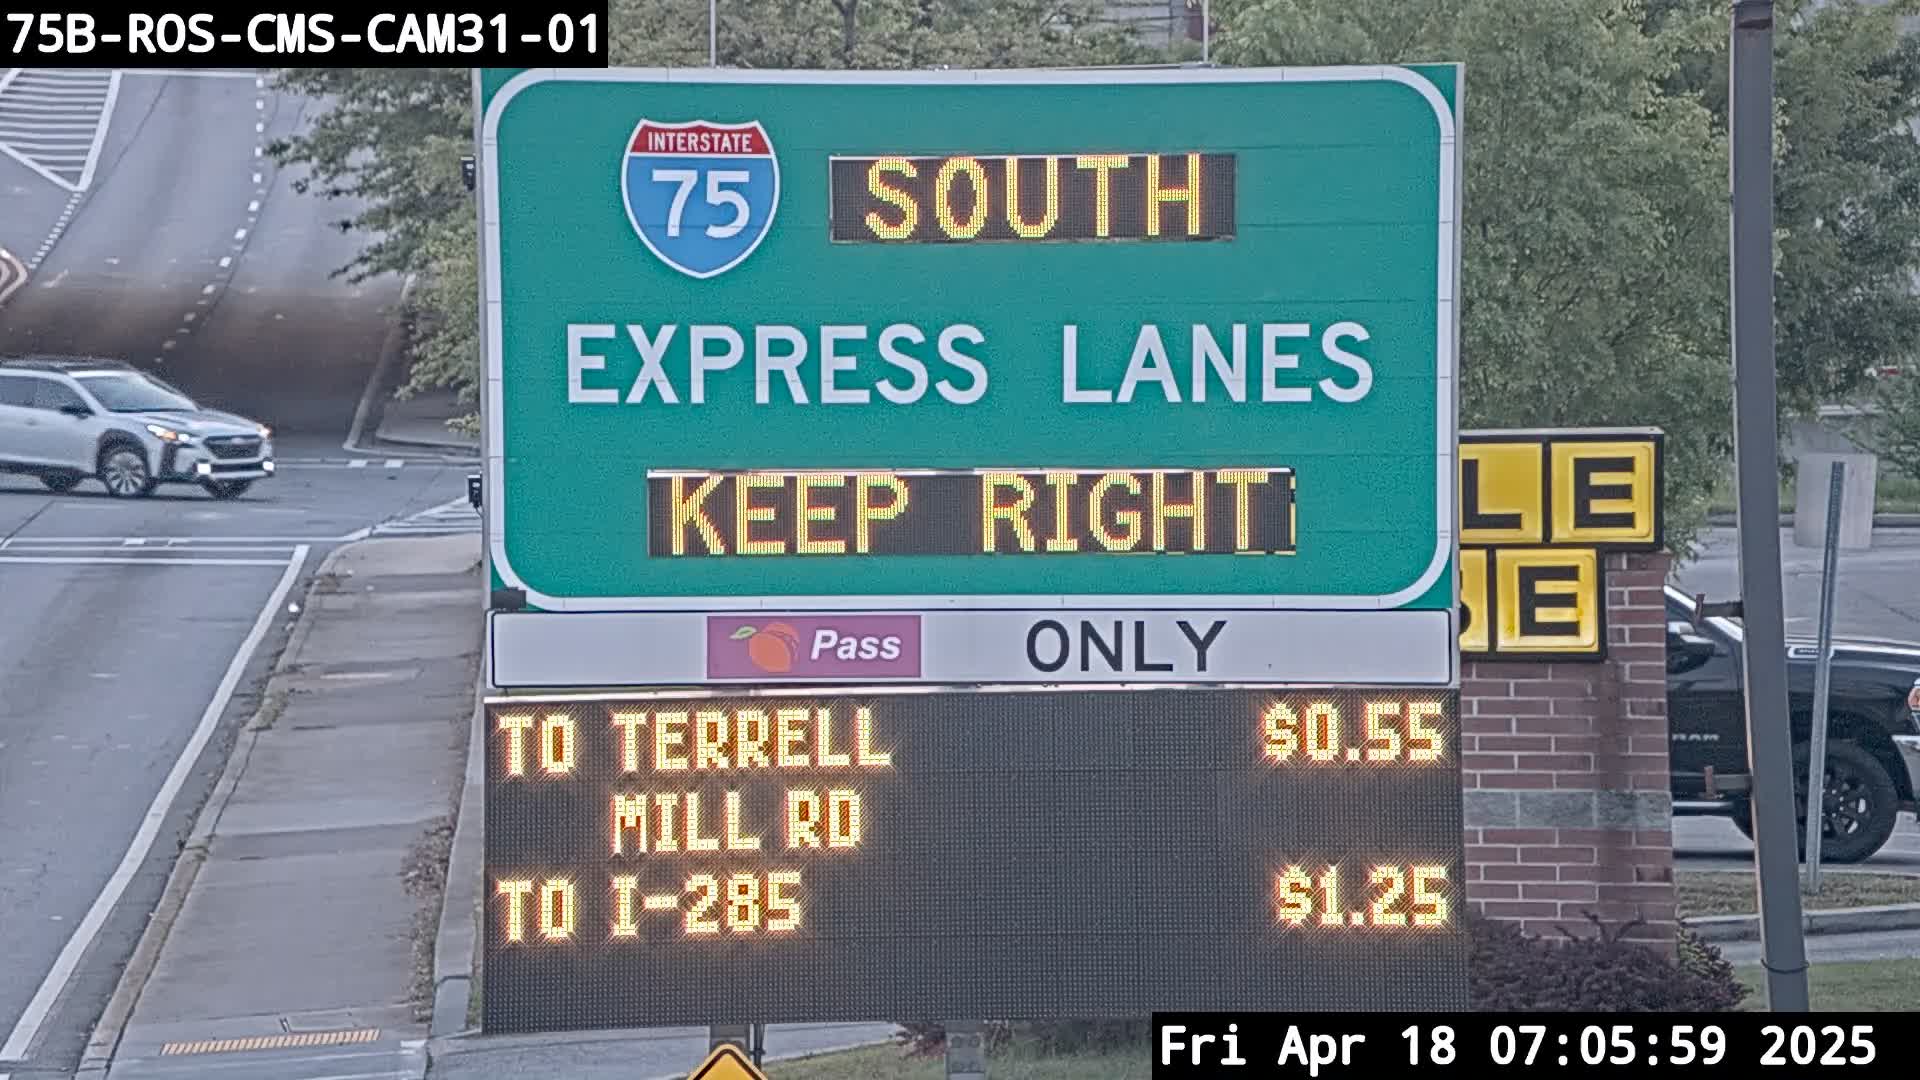 75B-ROS-CMS-CAM31-01
INTERSTATE
75
SOUTH
EXPRESS LANES
KEEP RIGHT
Pass ONLY
TO TERRELL $0.55
MILL RD
TO I-285 $1.25
LE
E
Fri Apr 18 07:05:59 2025